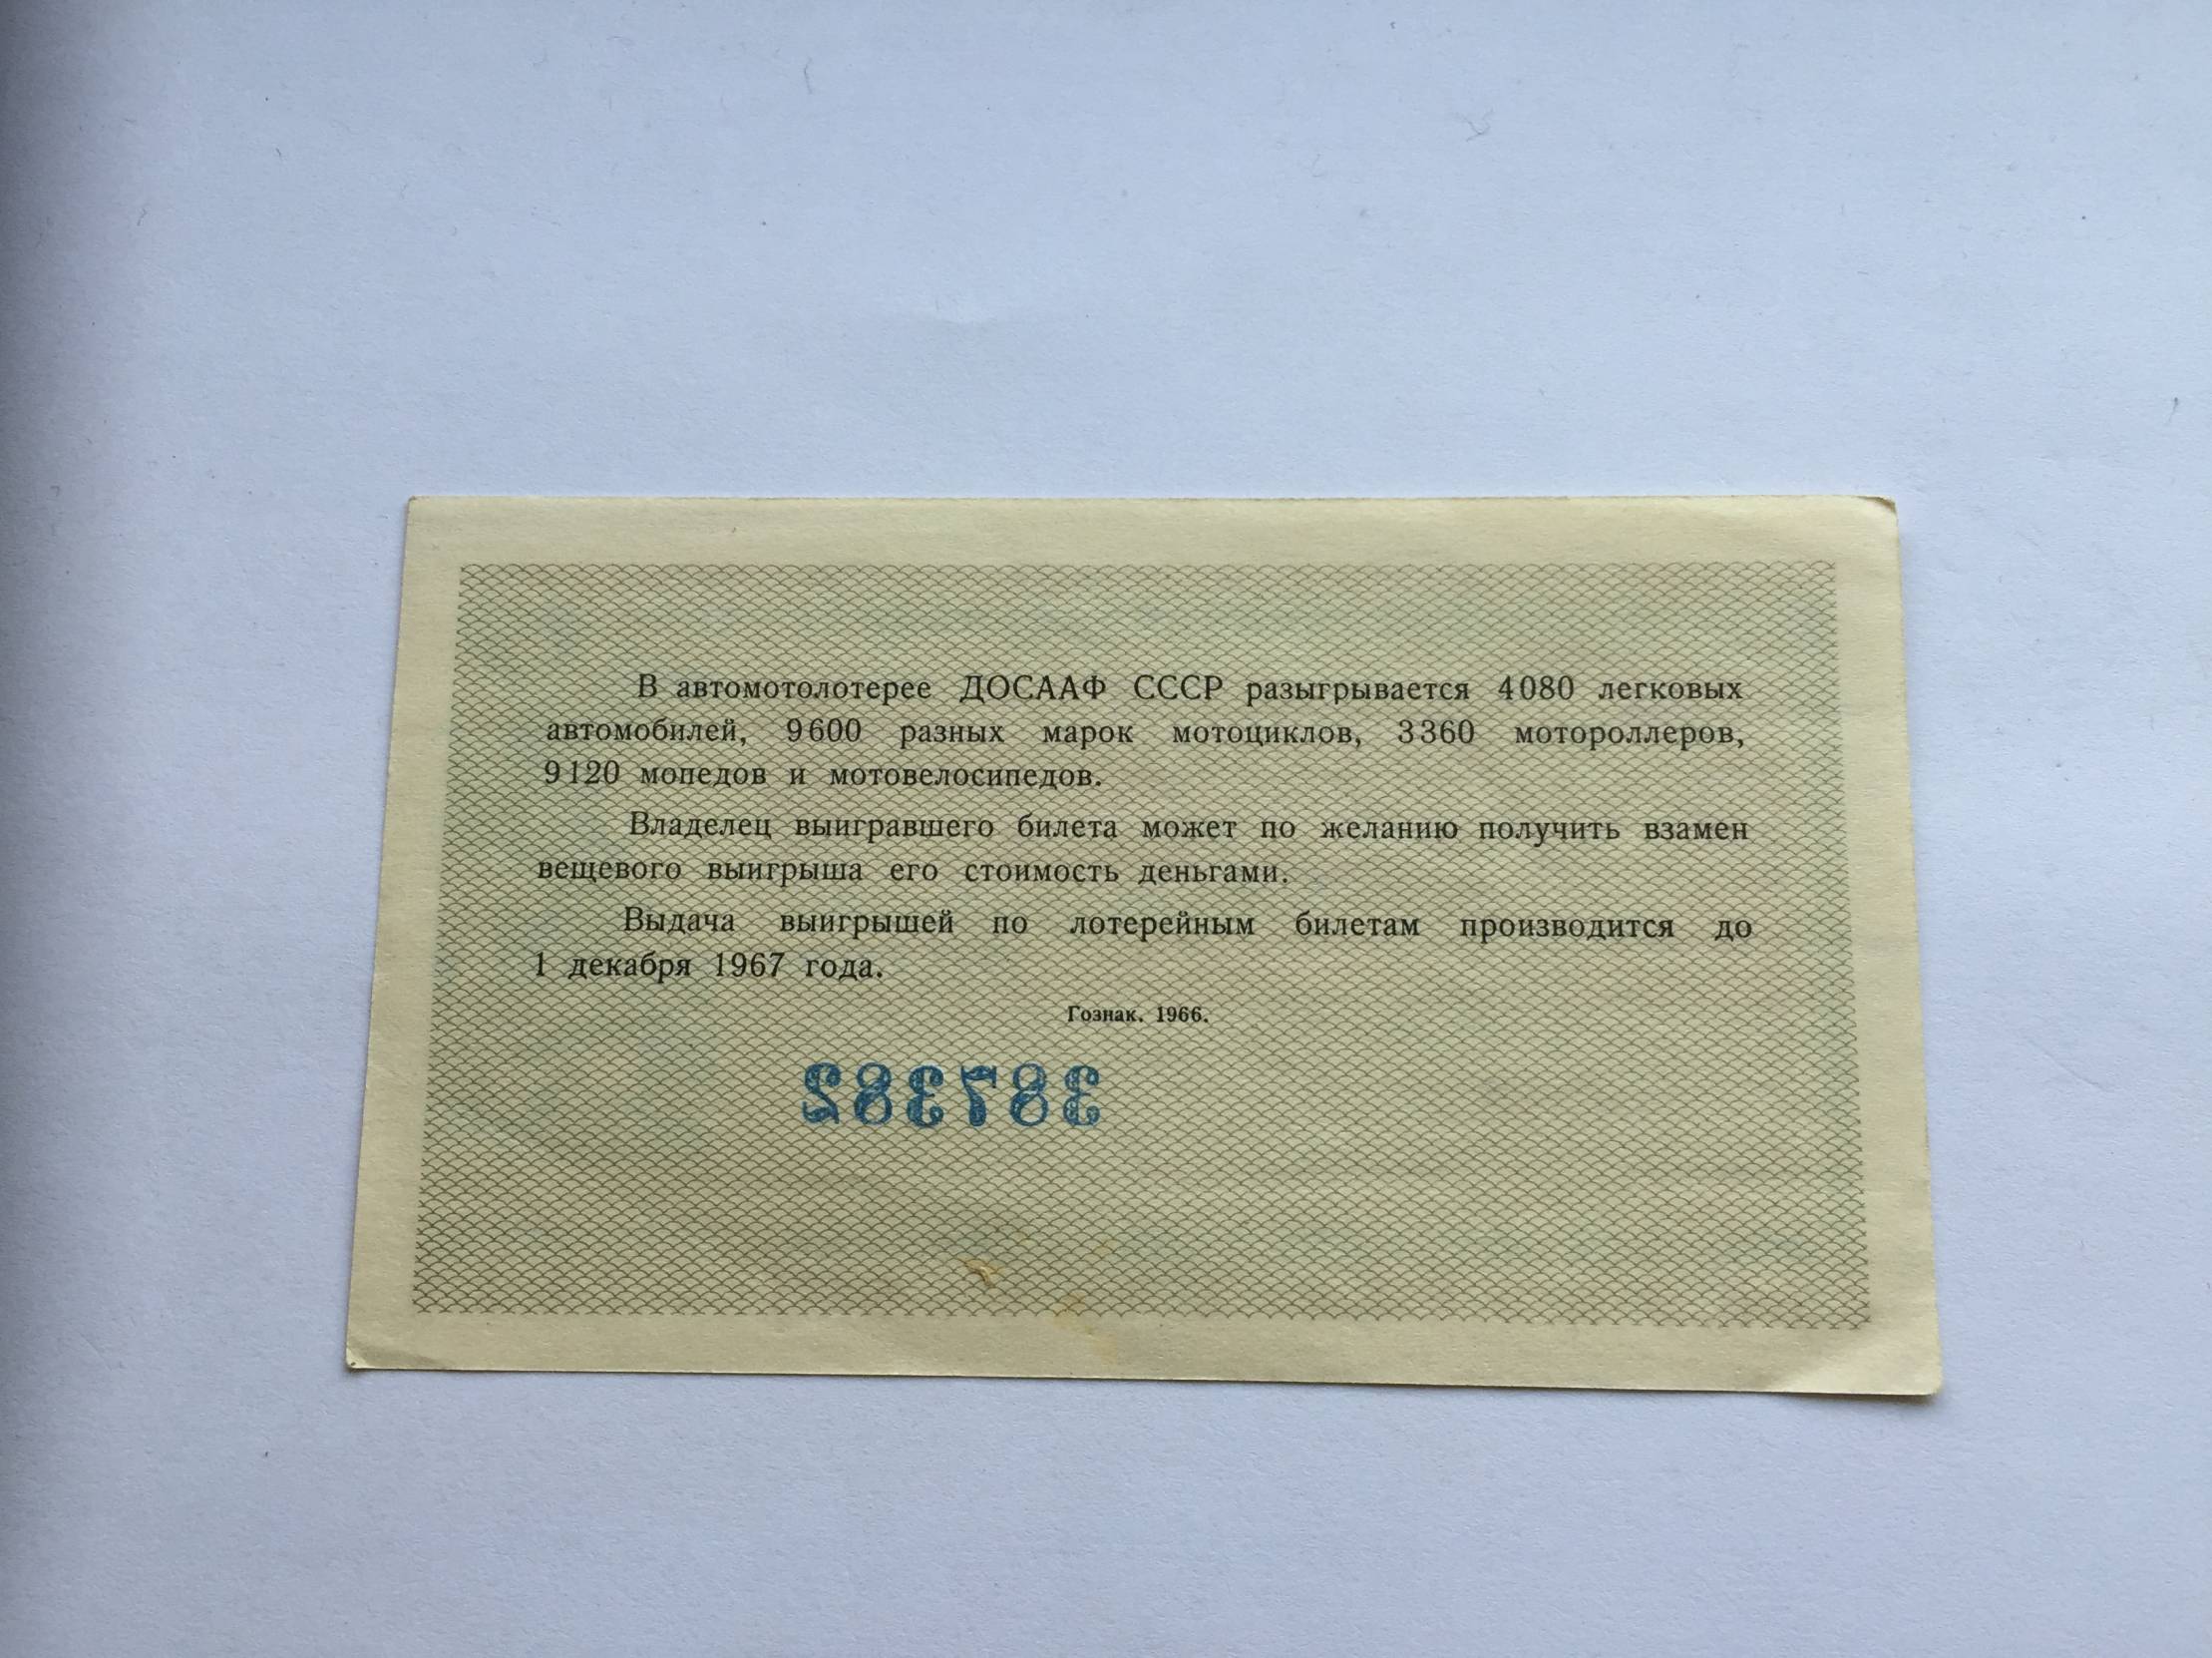 В автомотолотерее ДОСААФ СССР разыгрывается 4080 легковых
автомобилей, 9600 разных марок мотоциклов, 3360 мотороллеров,
9120 мопедов и мотовелосипедов.
Владелец выигравшего билета может по желанию получить взамен
вещевого выигрыша его стоимость деньгами.
Выдача выигрышей по лотерейным билетам производится до
1 декабря 1967 года.
Гознак. 1966.
387382